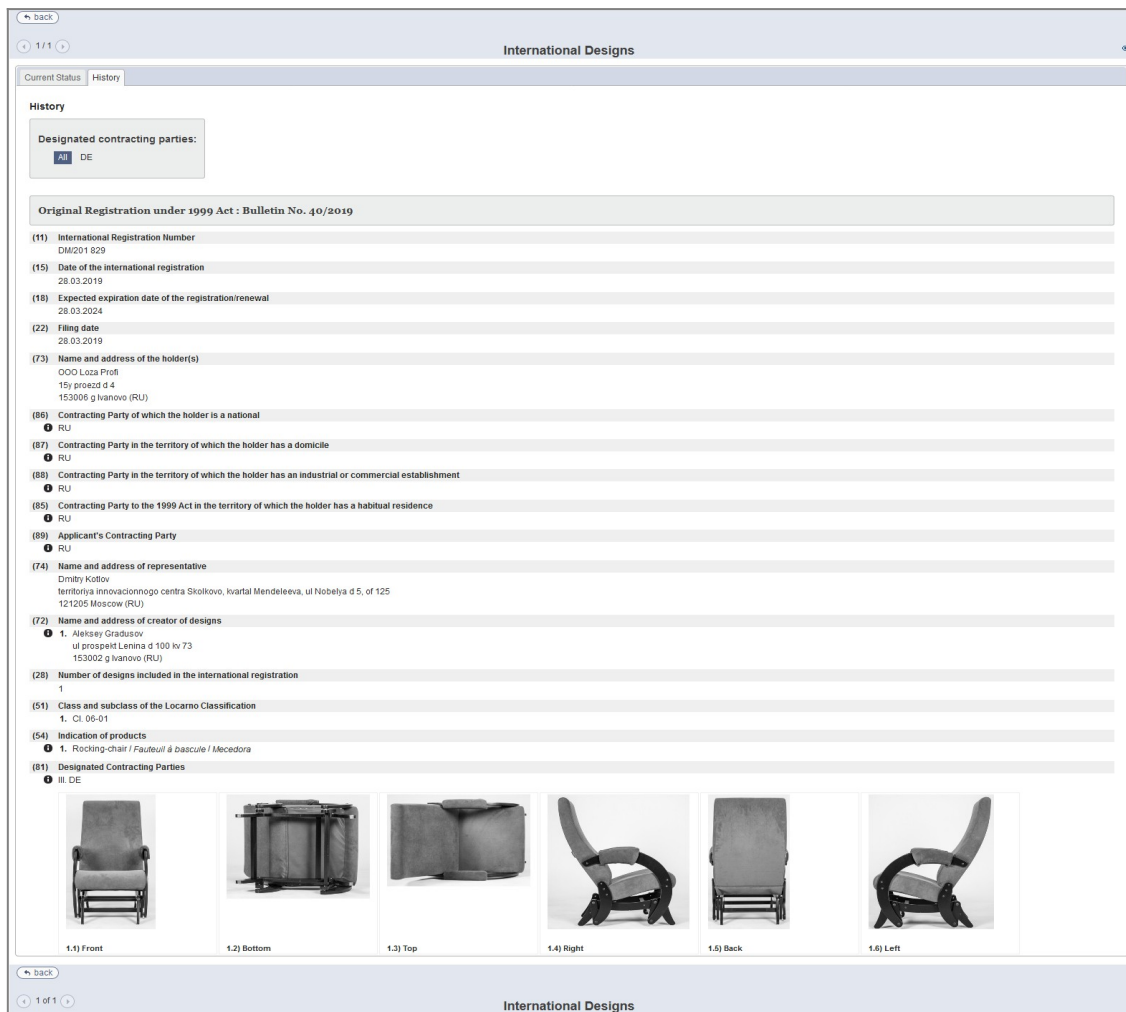 back
1 / 1
International Designs
Current Status History
History
Designated contracting parties:
All DE
Original Registration under 1999 Act : Bulletin No. 40/2019
(11) International Registration Number
DM/201 829
(15) Date of the international registration
28.03.2019
(18) Expected expiration date of the registration/renewal
28.03.2024
(22) Filing date
28.03.2019
(73) Name and address of the holder(s)
OOO Loza Profi
15y proezd d 4
153006 g Ivanovo (RU)
(86) Contracting Party of which the holder is a national
RU
(87) Contracting Party in the territory of which the holder has a domicile
RU
(88) Contracting Party in the territory of which the holder has an industrial or commercial establishment
RU
(85) Contracting Party to the 1999 Act in the territory of which the holder has a habitual residence
RU
(89) Applicant's Contracting Party
RU
(74) Name and address of representative
Dmitry Kotlov
territoriya innovacionnogo centra Skolkovo, kvartal Mendeleeva, ul Nobelya d 5, of 125
121205 Moscow (RU)
(72) Name and address of creator of designs
1. Aleksey Gradusov
ul prospekt Lenina d 100 kv 73
153002 g Ivanovo (RU)
(28) Number of designs included in the international registration
1
(51) Class and subclass of the Locarno Classification
1. Cl. 06-01
(54) Indication of products
1. Rocking-chair / Fauteuil à bascule / Mecedora
(81) Designated Contracting Parties
III. DE
1.1) Front 1.2) Bottom 1.3) Top 1.4) Right 1.5) Back 1.6) Left
back
1 of 1
International Designs